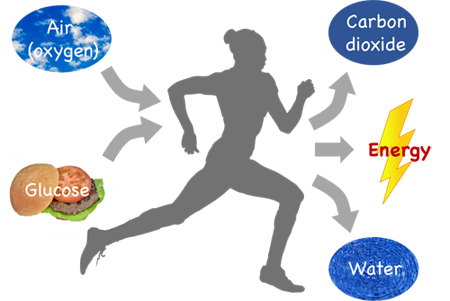 Air
(oxygen)
Glucose
Carbon
dioxide
Energy
Water